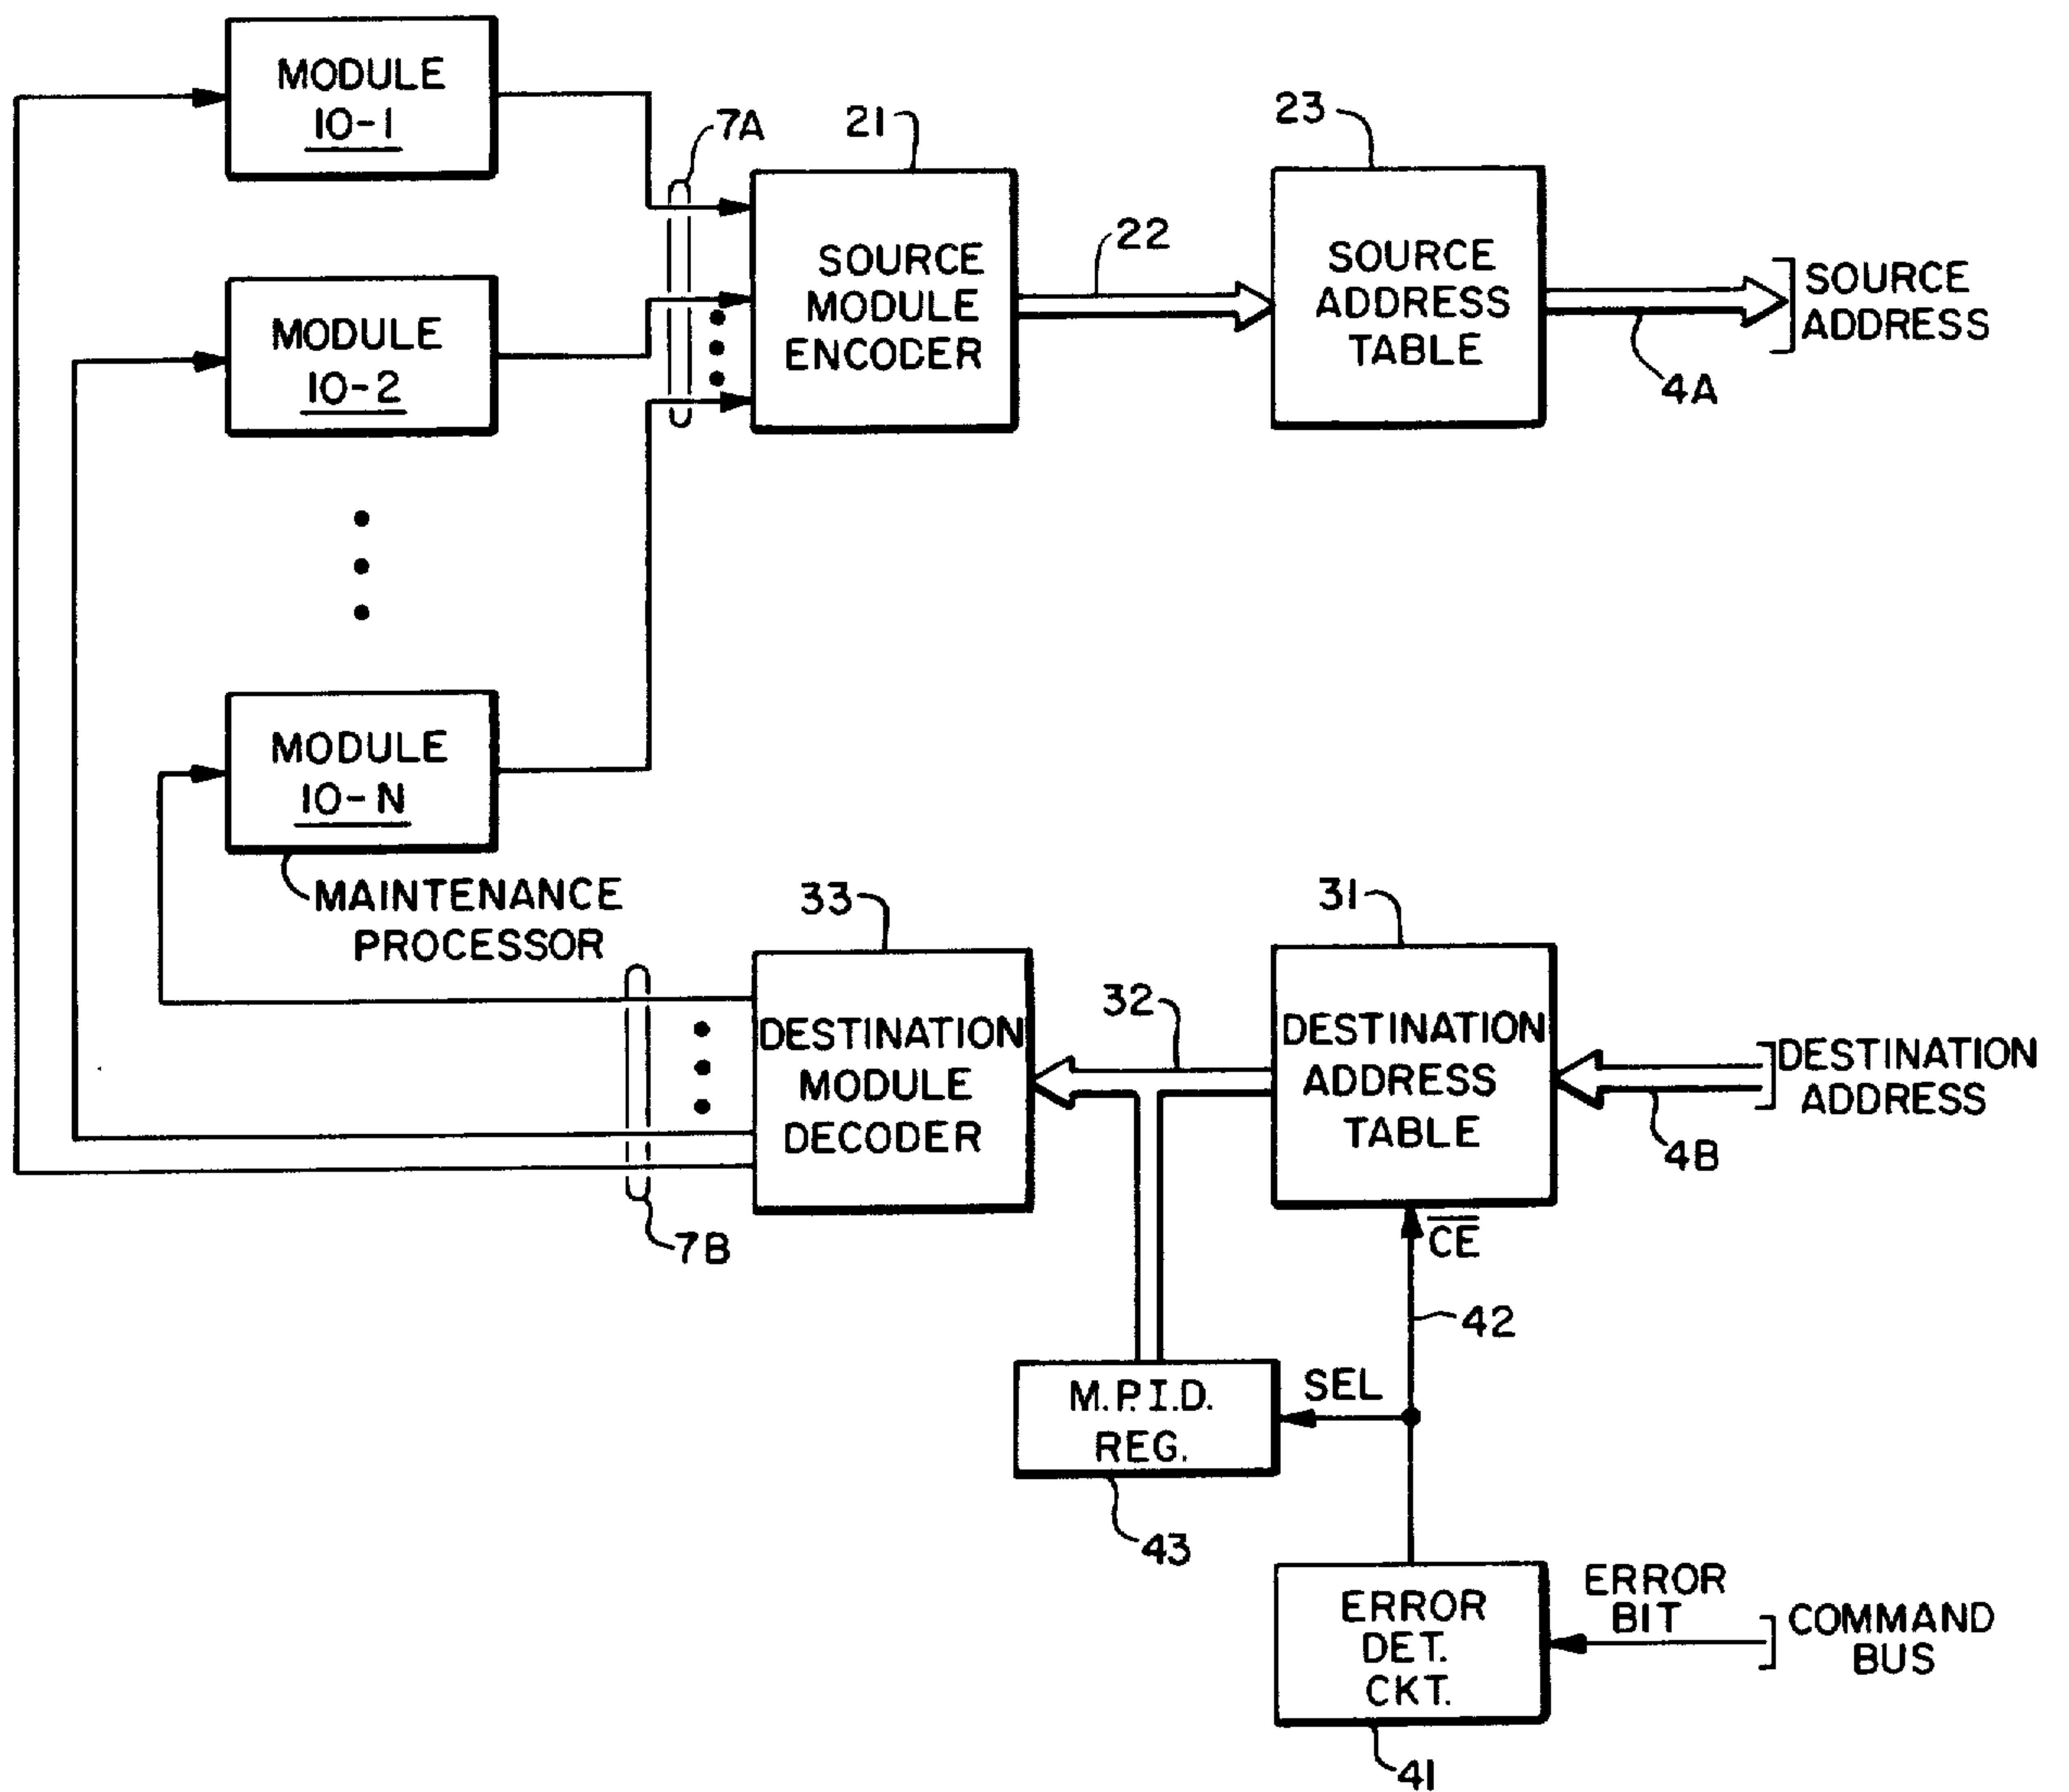 MODULE
10-1
7A
21
23
SOURCE
MODULE
ENCODER
22
SOURCE
ADDRESS
TABLE
SOURCE
ADDRESS
4A
MODULE
10-2
MODULE
10-N
MAINTENANCE
PROCESSOR
33
31
DESTINATION
MODULE
DECODER
32
DESTINATION
ADDRESS
TABLE
DESTINATION
ADDRESS
4B
7B
CE
42
M.P.I.D.
REG.
SEL
43
ERROR
DET.
CKT.
ERROR
BIT
COMMAND
BUS
41